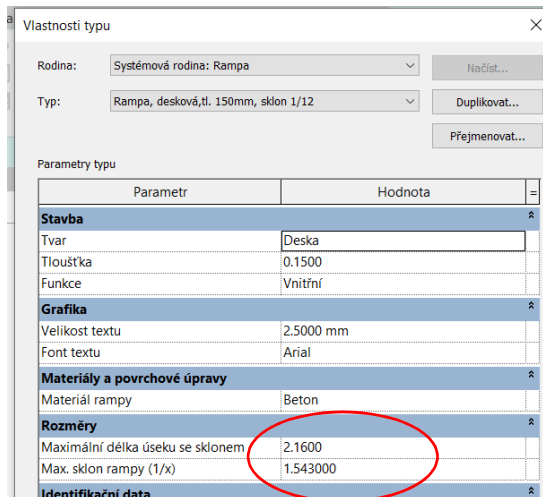 Vlastnosti typu
Rodina: Systémová rodina: Rampa Načíst...
Typ: Rampa, desková,tl. 150mm, sklon 1/12 Duplikovat...
Přejmenovat...
Parametry typu
Parametr Hodnota =
Stavba
Tvar Deska
Tloušťka 0.1500
Funkce Vnitřní
Grafika
Velikost textu 2.5000 mm
Font textu Arial
Materiály a povrchové úpravy
Materiál rampy Beton
Rozměry
Maximální délka úseku se sklonem 2.1600
Max. sklon rampy (1/x) 1.543000
Identifikační data